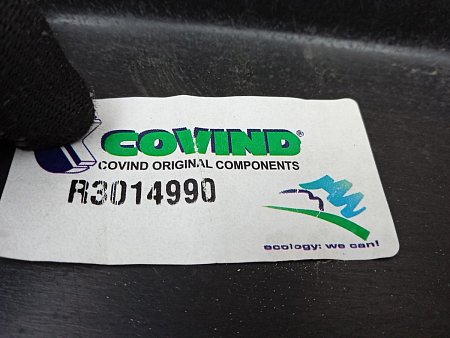 COVIND®
COVIND ORIGINAL COMPONENTS
R3014990
ecology: we can!